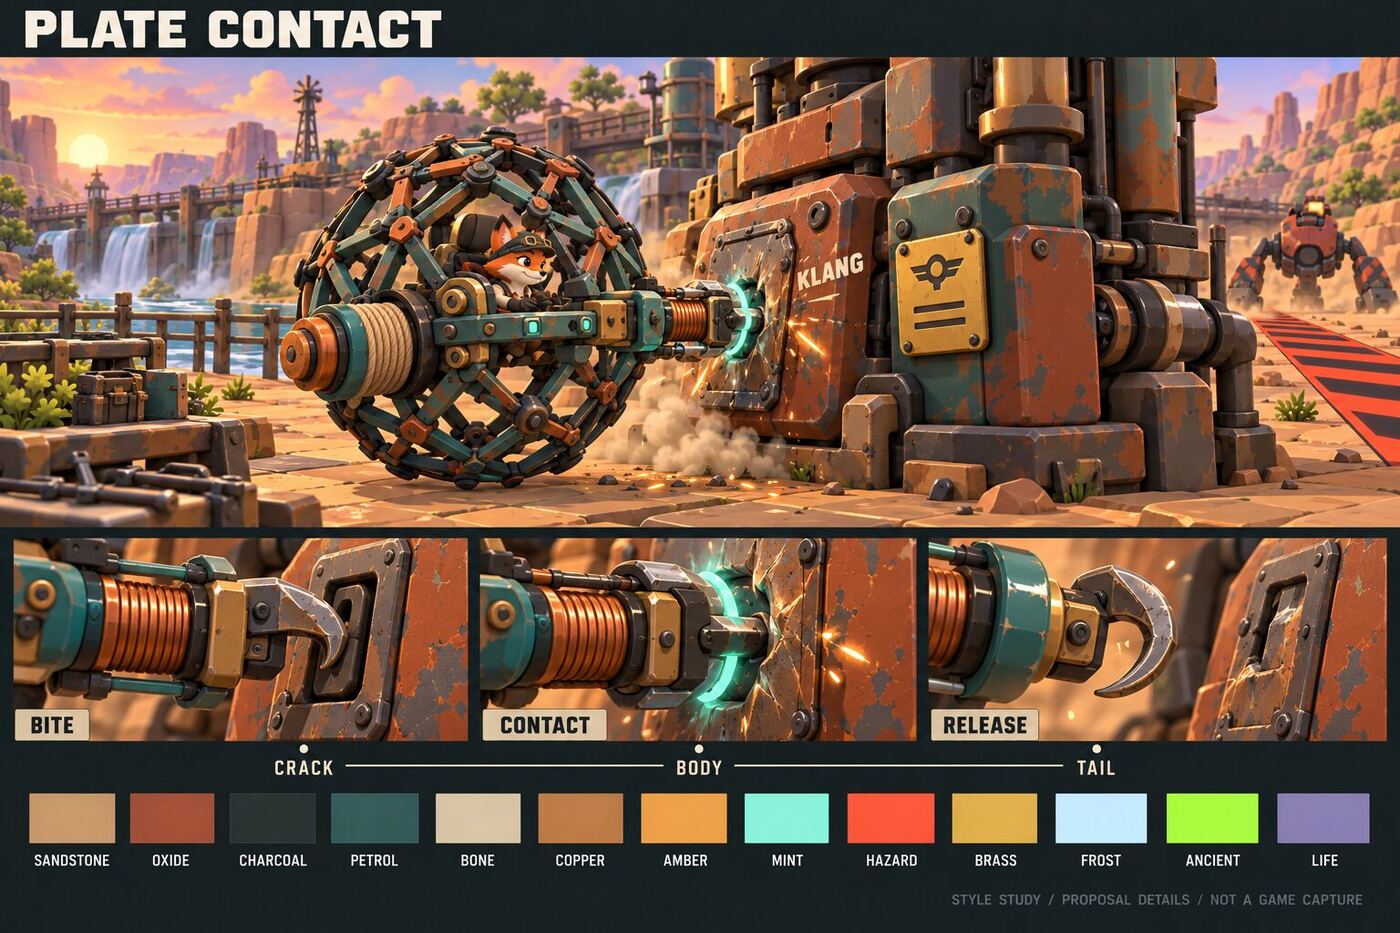 PLATE CONTACT
KLANG
BITE
CONTACT
RELEASE
CRACK
BODY
TAIL
SANDSTONE
OXIDE
CHARCOAL
PETROL
BONE
COPPER
AMBER
MINT
HAZARD
BRASS
FROST
ANCIENT
LIFE
STYLE STUDY / PROPOSAL DETAILS / NOT A GAME CAPTURE